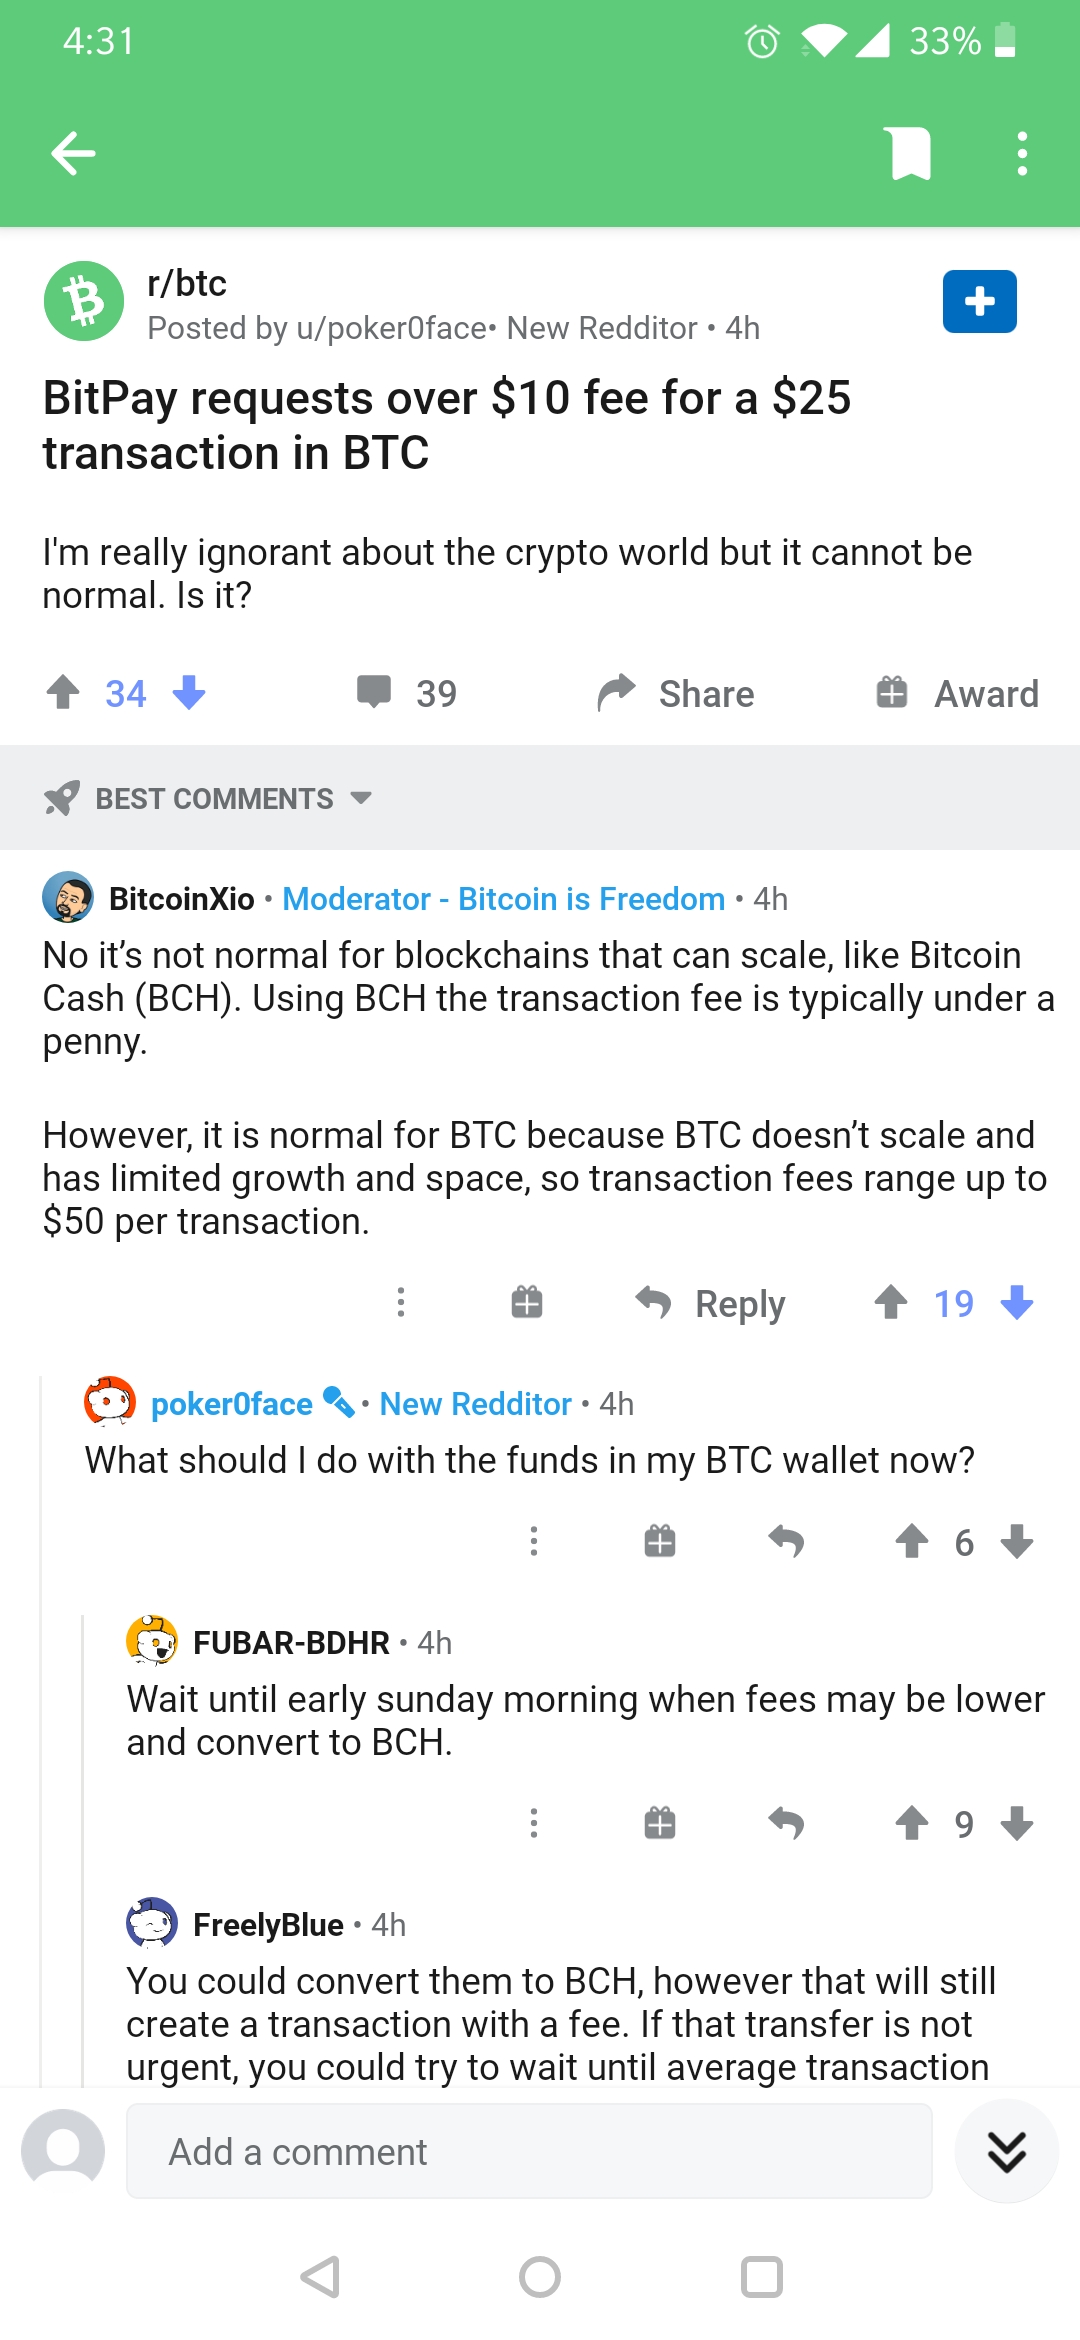 4:31
33%
r/btc
Posted by u/poker0face• New Redditor • 4h
BitPay requests over $10 fee for a $25
transaction in BTC
I'm really ignorant about the crypto world but it cannot be
normal. Is it?
34
39
Share
Award
BEST COMMENTS
BitcoinXio • Moderator - Bitcoin is Freedom • 4h
No it’s not normal for blockchains that can scale, like Bitcoin
Cash (BCH). Using BCH the transaction fee is typically under a
penny.
However, it is normal for BTC because BTC doesn’t scale and
has limited growth and space, so transaction fees range up to
$50 per transaction.
Reply
19
poker0face • New Redditor • 4h
What should I do with the funds in my BTC wallet now?
6
FUBAR-BDHR • 4h
Wait until early sunday morning when fees may be lower
and convert to BCH.
9
FreelyBlue • 4h
You could convert them to BCH, however that will still
create a transaction with a fee. If that transfer is not
urgent, you could try to wait until average transaction
Add a comment